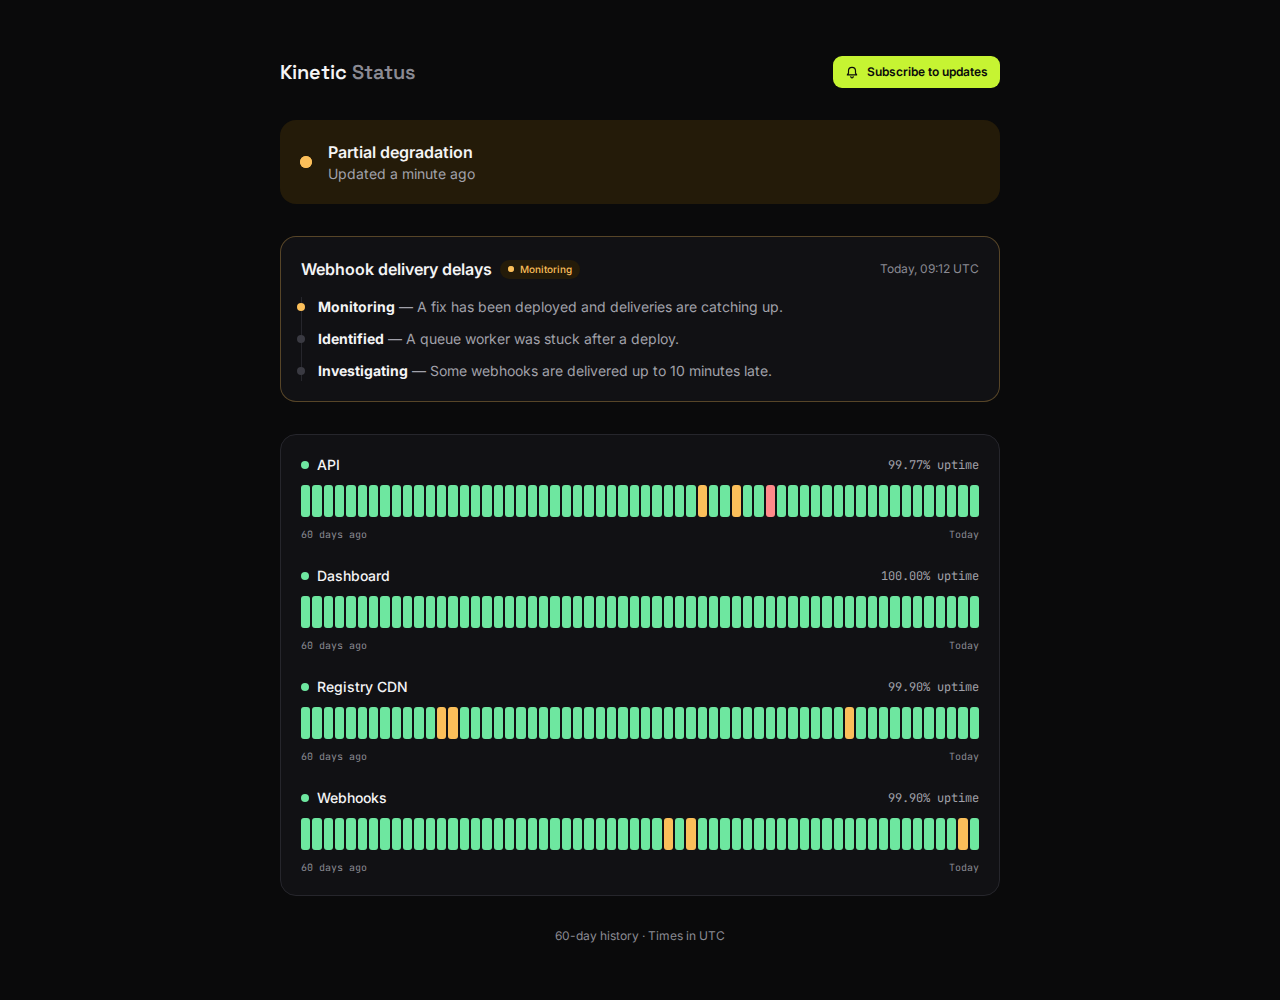 Kinetic Status
Subscribe to updates
Partial degradation
Updated a minute ago
Webhook delivery delays
Monitoring
Today, 09:12 UTC
Monitoring — A fix has been deployed and deliveries are catching up.
Identified — A queue worker was stuck after a deploy.
Investigating — Some webhooks are delivered up to 10 minutes late.
API
99.77% uptime
60 days ago
Today
Dashboard
100.00% uptime
60 days ago
Today
Registry CDN
99.90% uptime
60 days ago
Today
Webhooks
99.90% uptime
60 days ago
Today
60-day history · Times in UTC